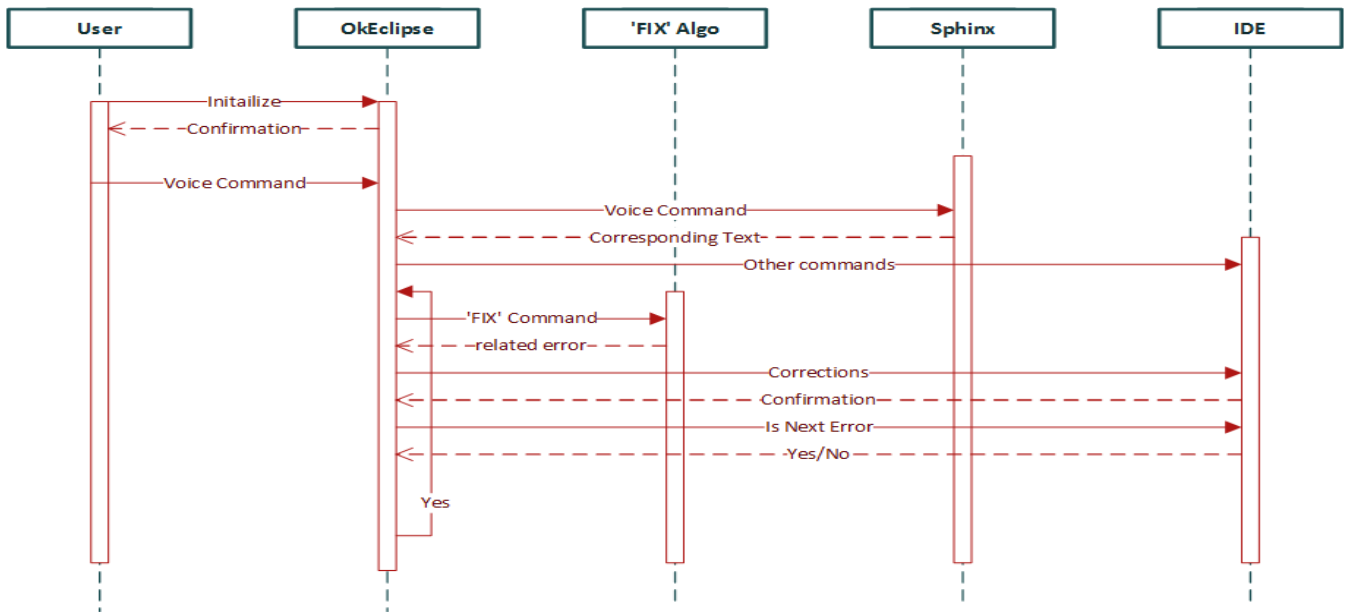 User
OkEclipse
'FIX' Algo
Sphinx
IDE
Initailize
Confirmation
Voice Command
Voice Command
Corresponding Text
Other commands
'FIX' Command
related error
Corrections
Confirmation
Is Next Error
Yes/No
Yes